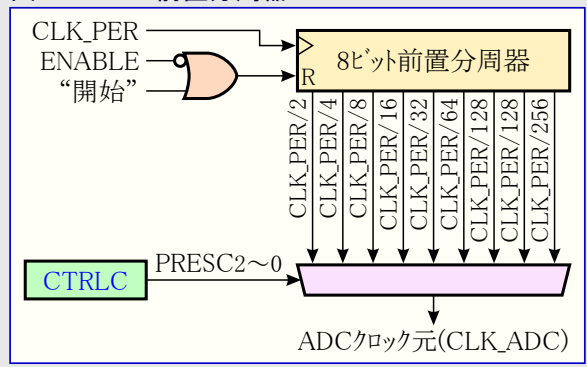 CLK_PER
ENABLE
“開始”
8ビット前置分周器
R
CLK_PER/2
CLK_PER/4
CLK_PER/8
CLK_PER/16
CLK_PER/32
CLK_PER/64
CLK_PER/128
CLK_PER/128
CLK_PER/256
CTRLC
PRESC2～0
ADCクロック元(CLK_ADC)